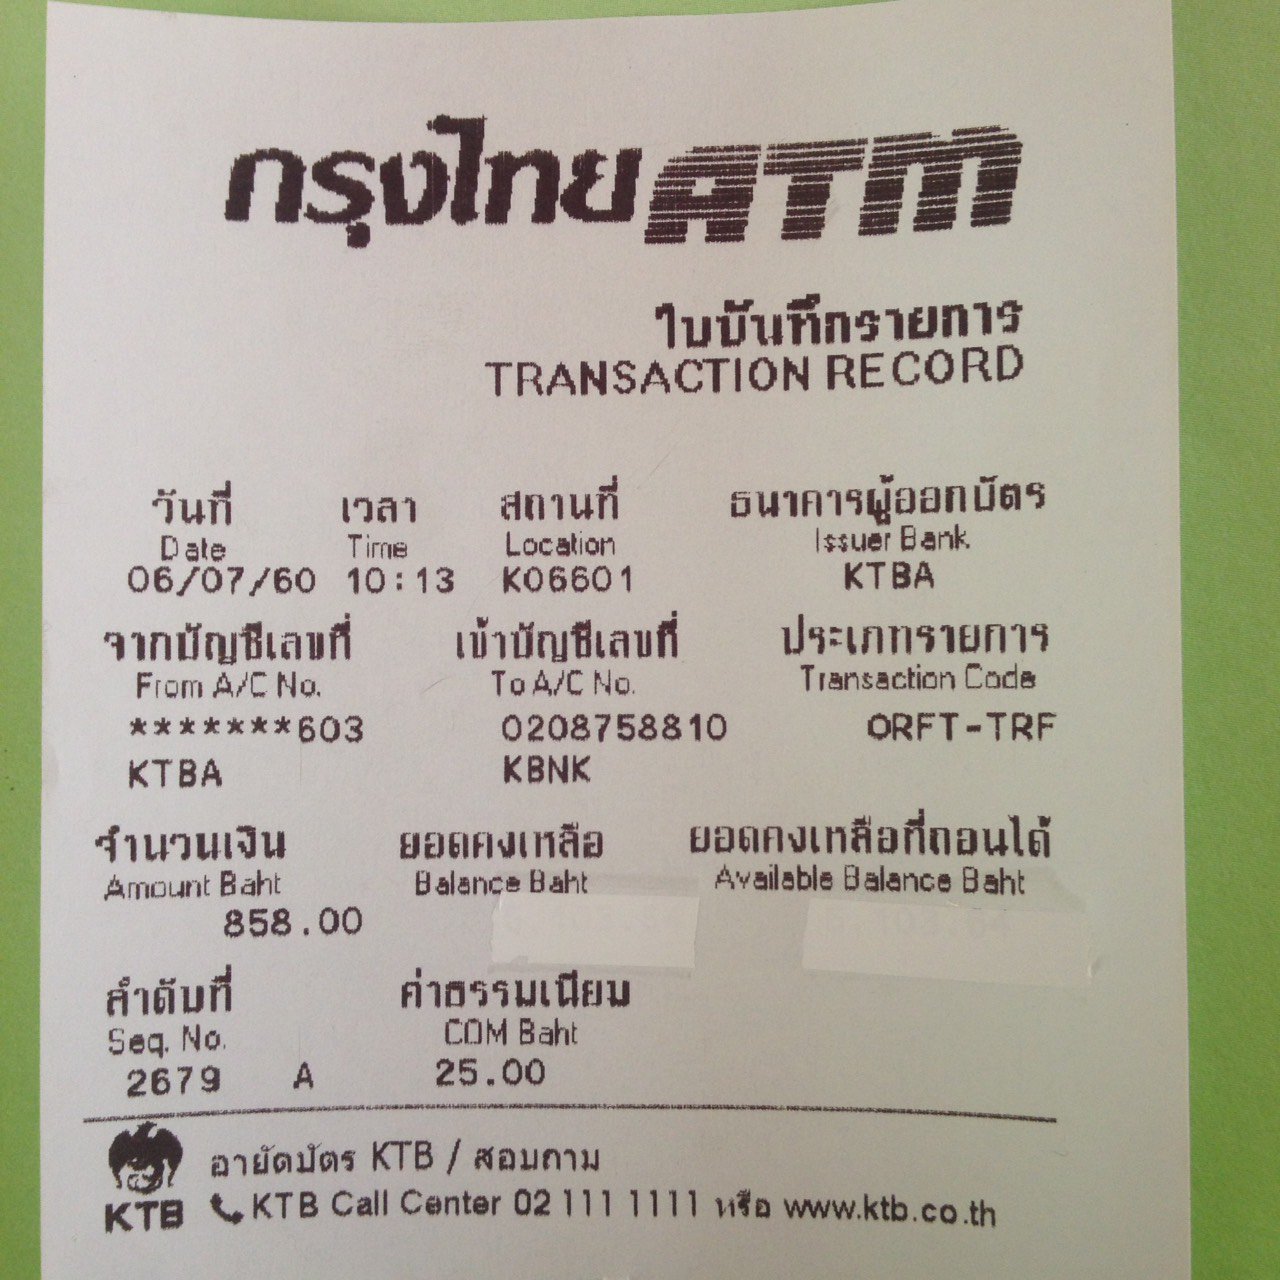 กรุงไทย ATM
ใบบันทึกรายการ
TRANSACTION RECORD
วันที่ เวลา สถานที่ ธนาคารผู้ออกบัตร
Date Time Location Issuer Bank
06/07/60 10:13 K06601 KTBA
จากบัญชีเลขที่ เข้าบัญชีเลขที่ ประเภทรายการ
From A/C No. To A/C No. Transaction Code
*******603 0208758810 ORFT-TRF
KTBA KBNK
จำนวนเงิน ยอดคงเหลือ ยอดคงเหลือที่ถอนได้
Amount Baht Balance Baht Available Balance Baht
858.00
ลำดับที่ ค่าธรรมเนียม
Seq. No. COM Baht
2679 A 25.00
อายัดบัตร KTB / สอบถาม
KTB KTB Call Center 02 111 1111 หรือ www.ktb.co.th